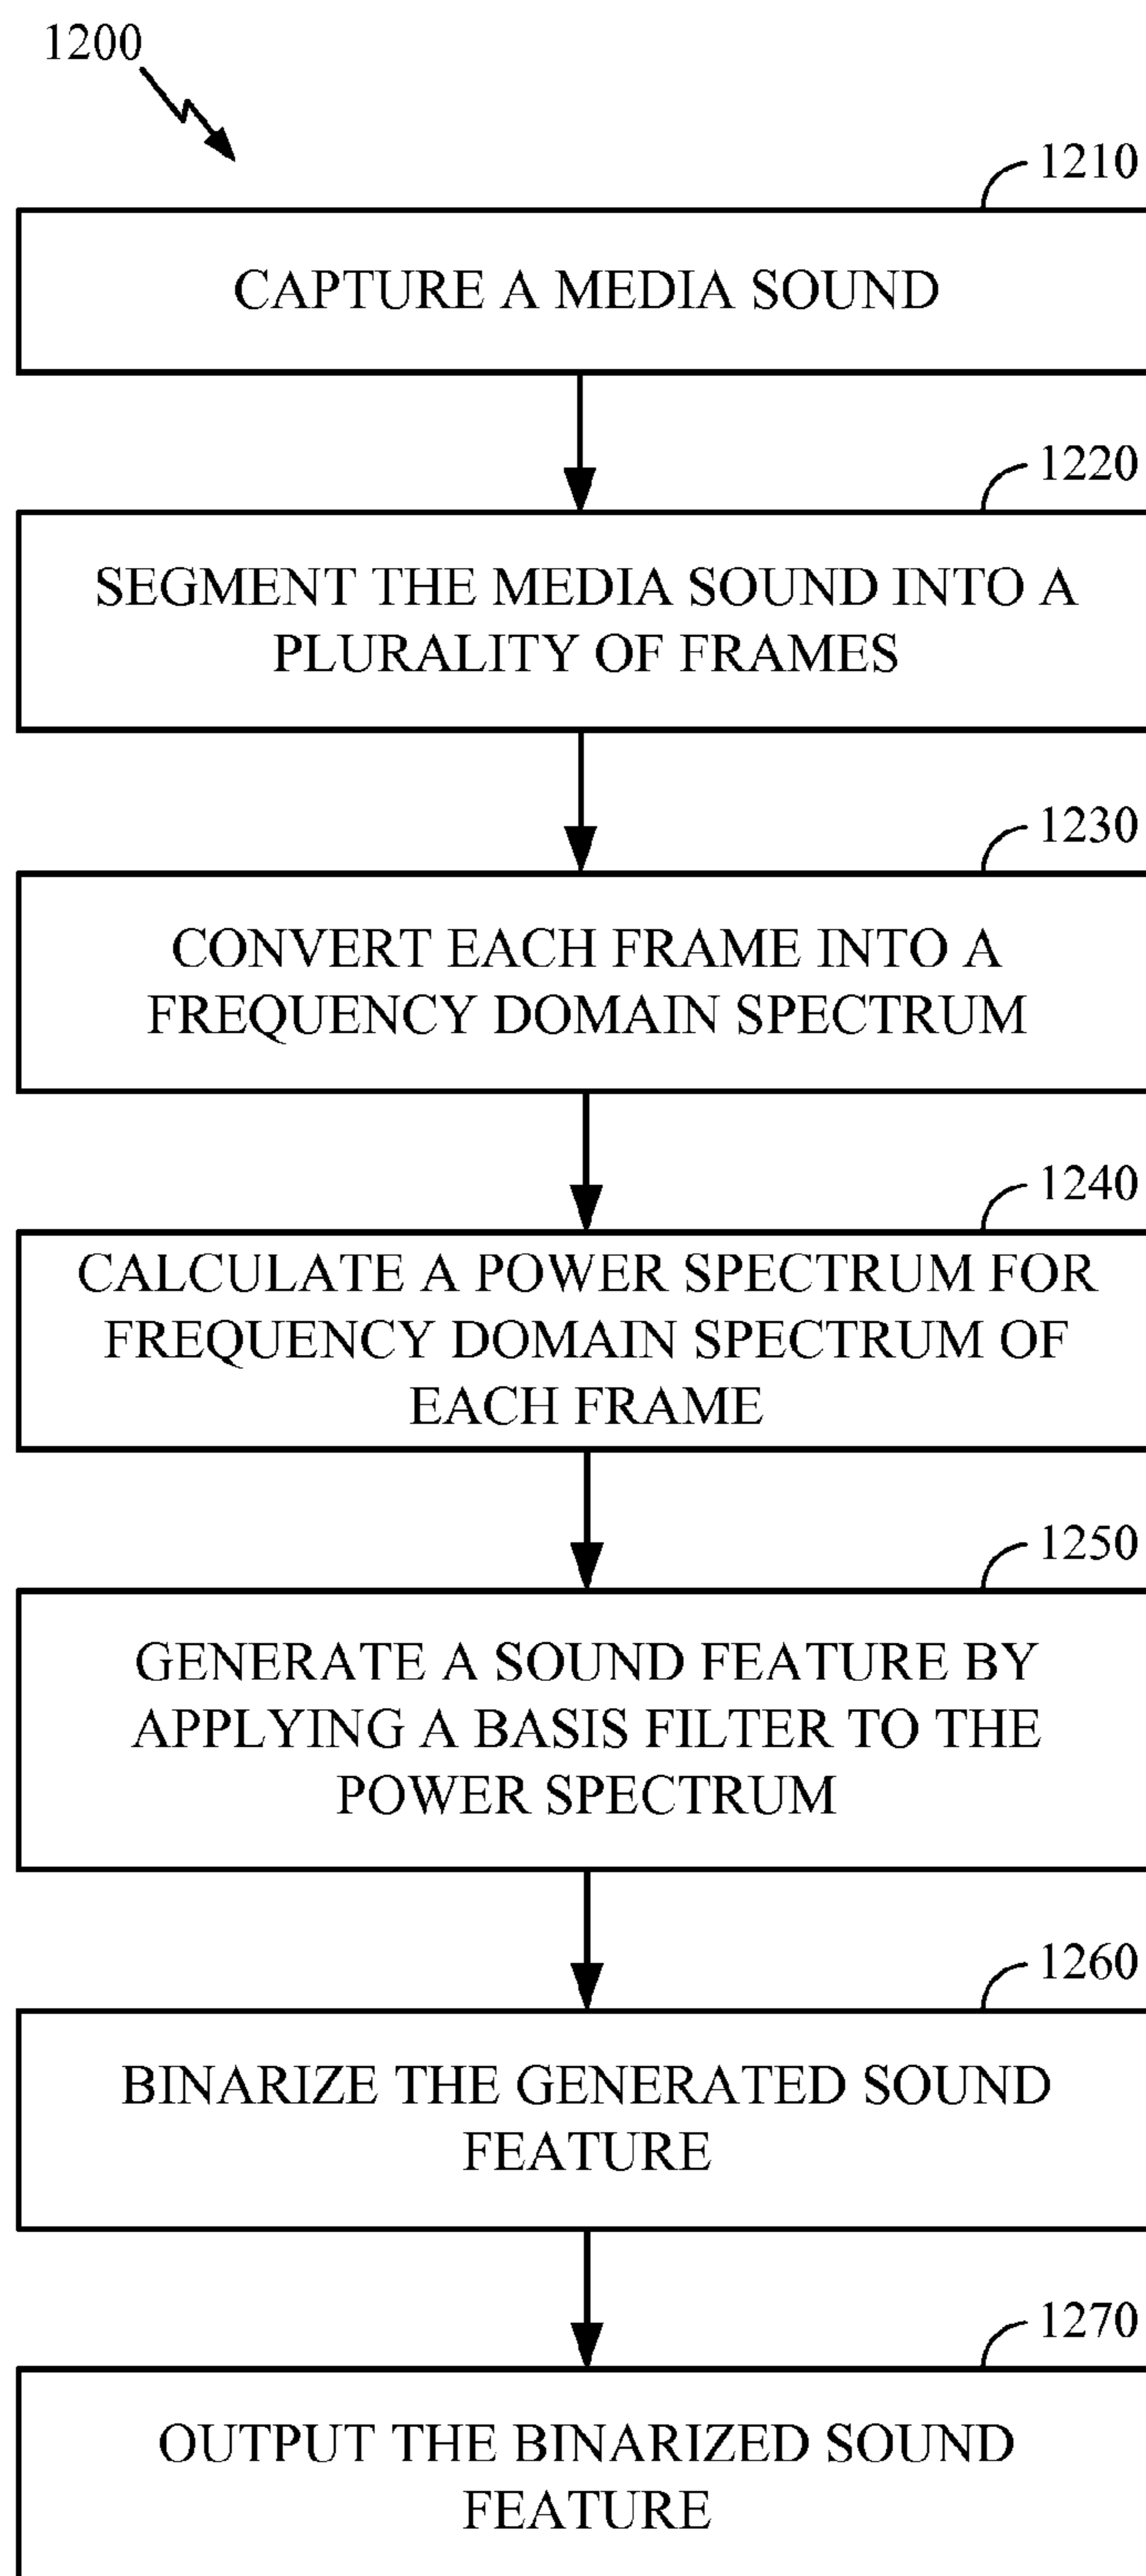 1200
1210
CAPTURE A MEDIA SOUND
1220
SEGMENT THE MEDIA SOUND INTO A
PLURALITY OF FRAMES
1230
CONVERT EACH FRAME INTO A
FREQUENCY DOMAIN SPECTRUM
1240
CALCULATE A POWER SPECTRUM FOR
FREQUENCY DOMAIN SPECTRUM OF
EACH FRAME
1250
GENERATE A SOUND FEATURE BY
APPLYING A BASIS FILTER TO THE
POWER SPECTRUM
1260
BINARIZE THE GENERATED SOUND
FEATURE
1270
OUTPUT THE BINARIZED SOUND
FEATURE